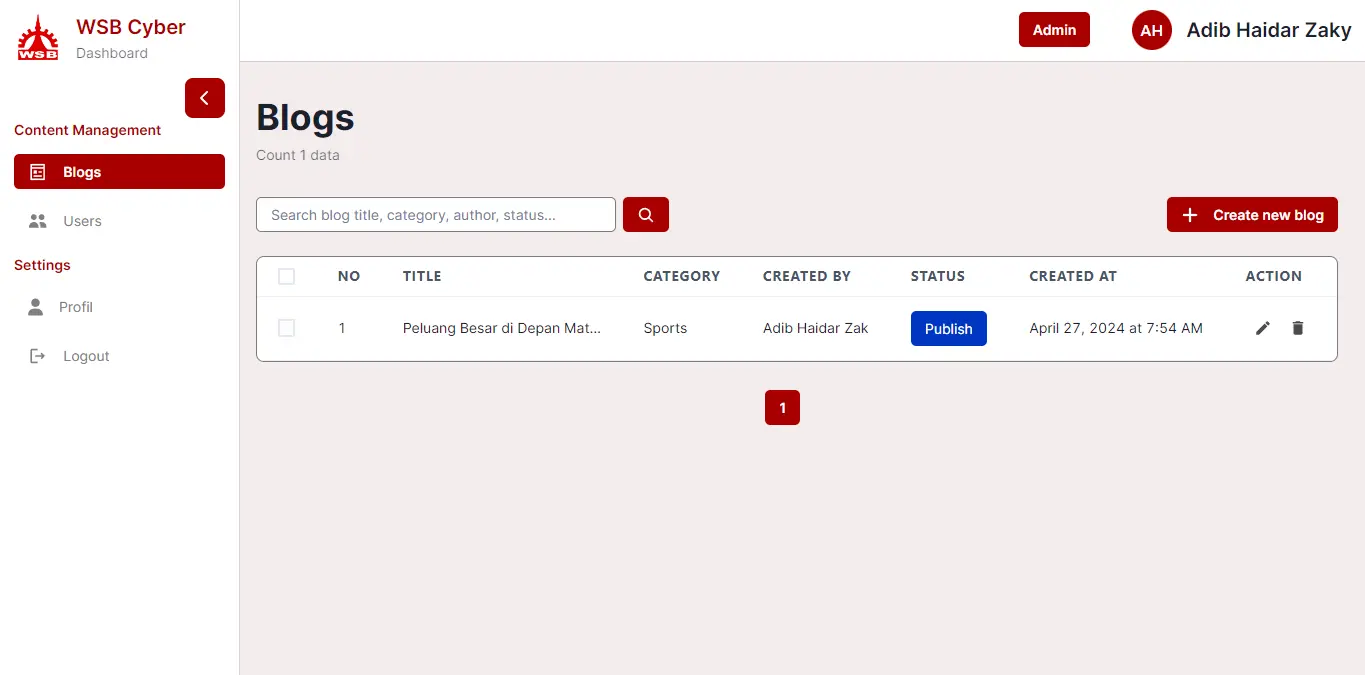 WSB
WSB Cyber
Dashboard
Content Management
Blogs
Users
Settings
Profil
Logout
Admin
AH
Adib Haidar Zaky
Blogs
Count 1 data
Search blog title, category, author, status...
Create new blog
NO TITLE CATEGORY CREATED BY STATUS CREATED AT ACTION
1 Peluang Besar di Depan Mat... Sports Adib Haidar Zak Publish April 27, 2024 at 7:54 AM
1